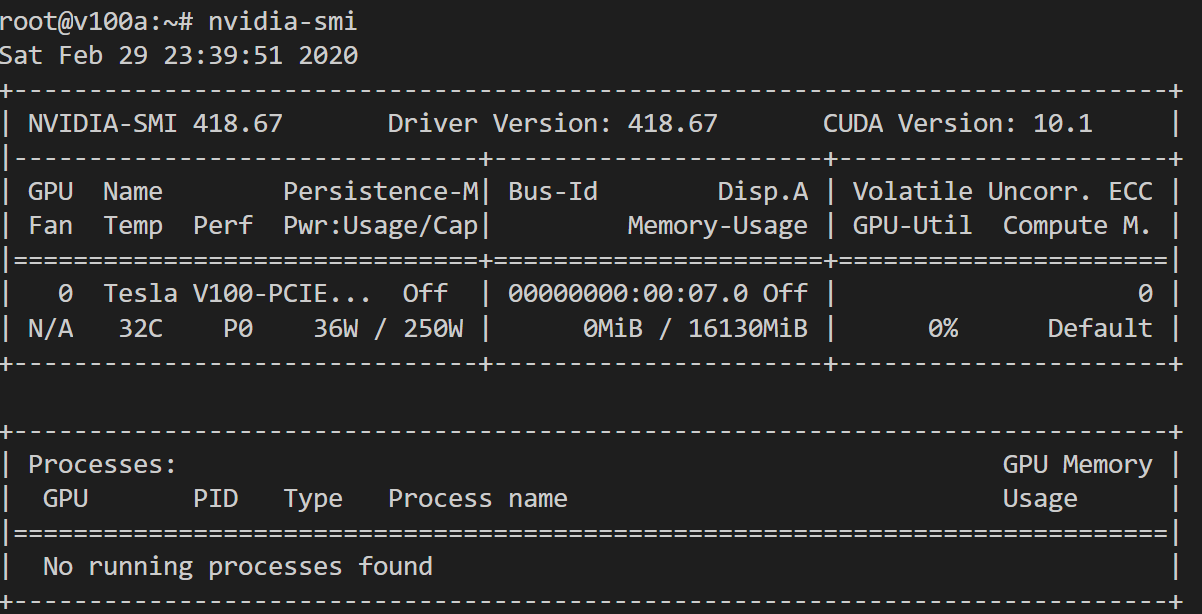 root@v100a:~# nvidia-smi
Sat Feb 29 23:39:51 2020
+-----------------------------------------------------------------------------+
| NVIDIA-SMI 418.67       Driver Version: 418.67       CUDA Version: 10.1     |
|-------------------------------+----------------------+----------------------+
| GPU  Name        Persistence-M| Bus-Id        Disp.A | Volatile Uncorr. ECC |
| Fan  Temp  Perf  Pwr:Usage/Cap|         Memory-Usage | GPU-Util  Compute M. |
|===============================+======================+======================|
|   0  Tesla V100-PCIE...  Off  | 00000000:00:07.0 Off |                    0 |
| N/A   32C    P0    36W / 250W |      0MiB / 16130MiB |      0%      Default |
+-------------------------------+----------------------+----------------------+

+-----------------------------------------------------------------------------+
| Processes:                                                       GPU Memory |
|  GPU       PID   Type   Process name                             Usage      |
|=============================================================================|
|  No running processes found                                                 |
+-----------------------------------------------------------------------------+